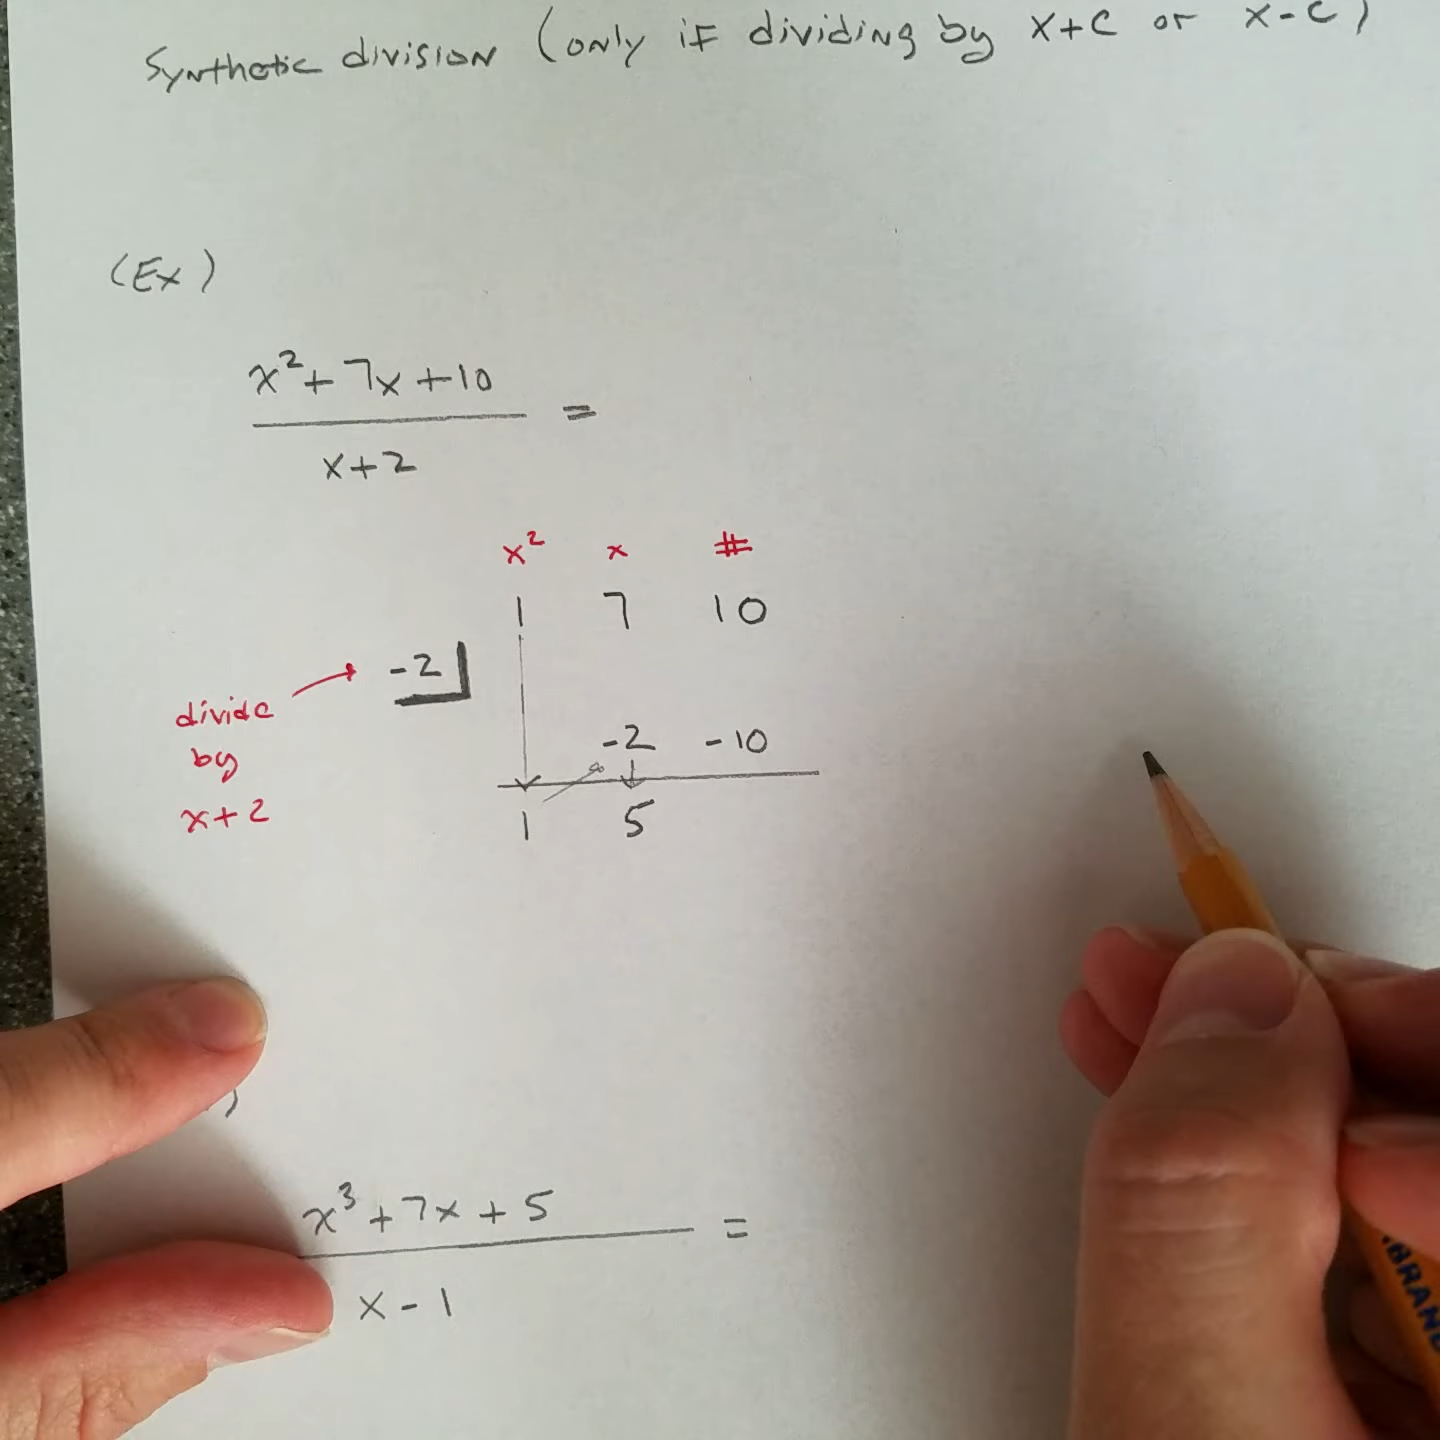 Synthetic division (only if dividing by x+c or x-c)
(Ex)
x²+7x+10
=
x+2
x² x #
1 7 10
-2
divide
by
x+2
-2 -10
1 5
)
x³+7x+5
=
x-1